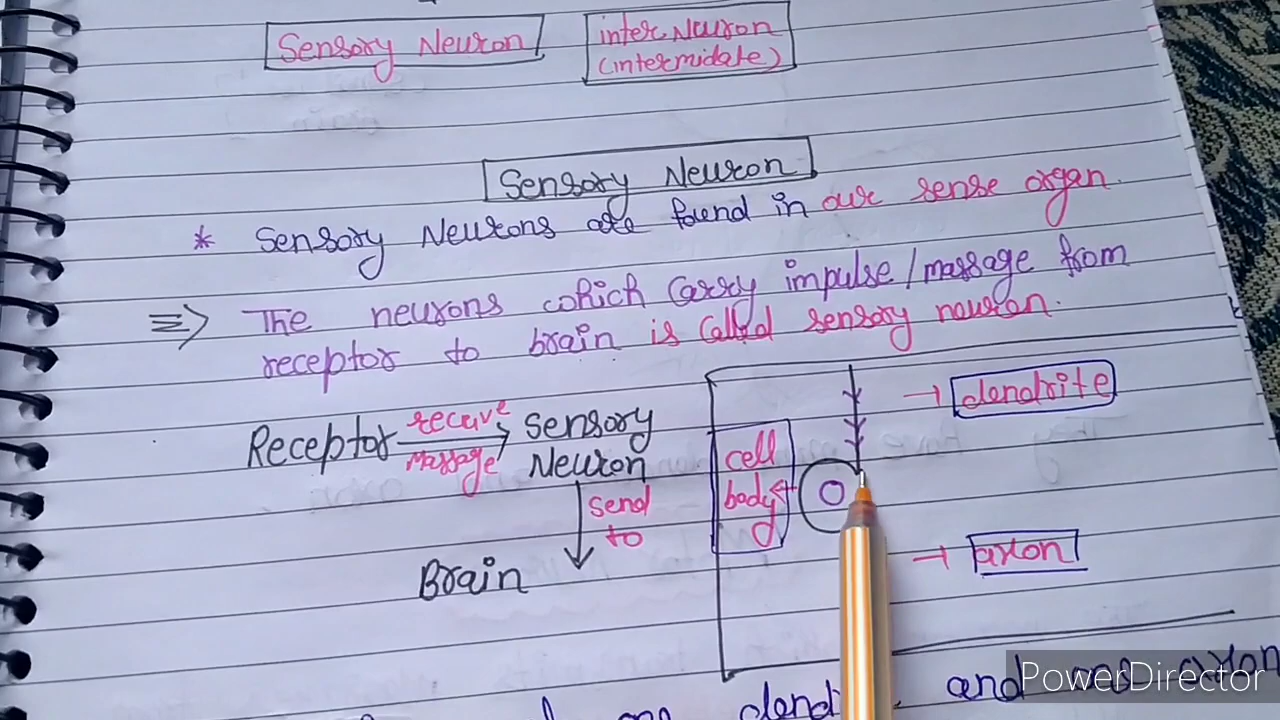 Sensory Neuron
inter Neuron
(intermidate)
Sensory Neuron
* Sensory Neurons are found in our sense organ.
=> The neurons which carry impulse/massage from
receptor to brain is called sensory neuron.
Receptor receive massage Sensory
Neuron
send
to
Brain
cell
body
→ dendrite
→ axon
and one axon
PowerDirector